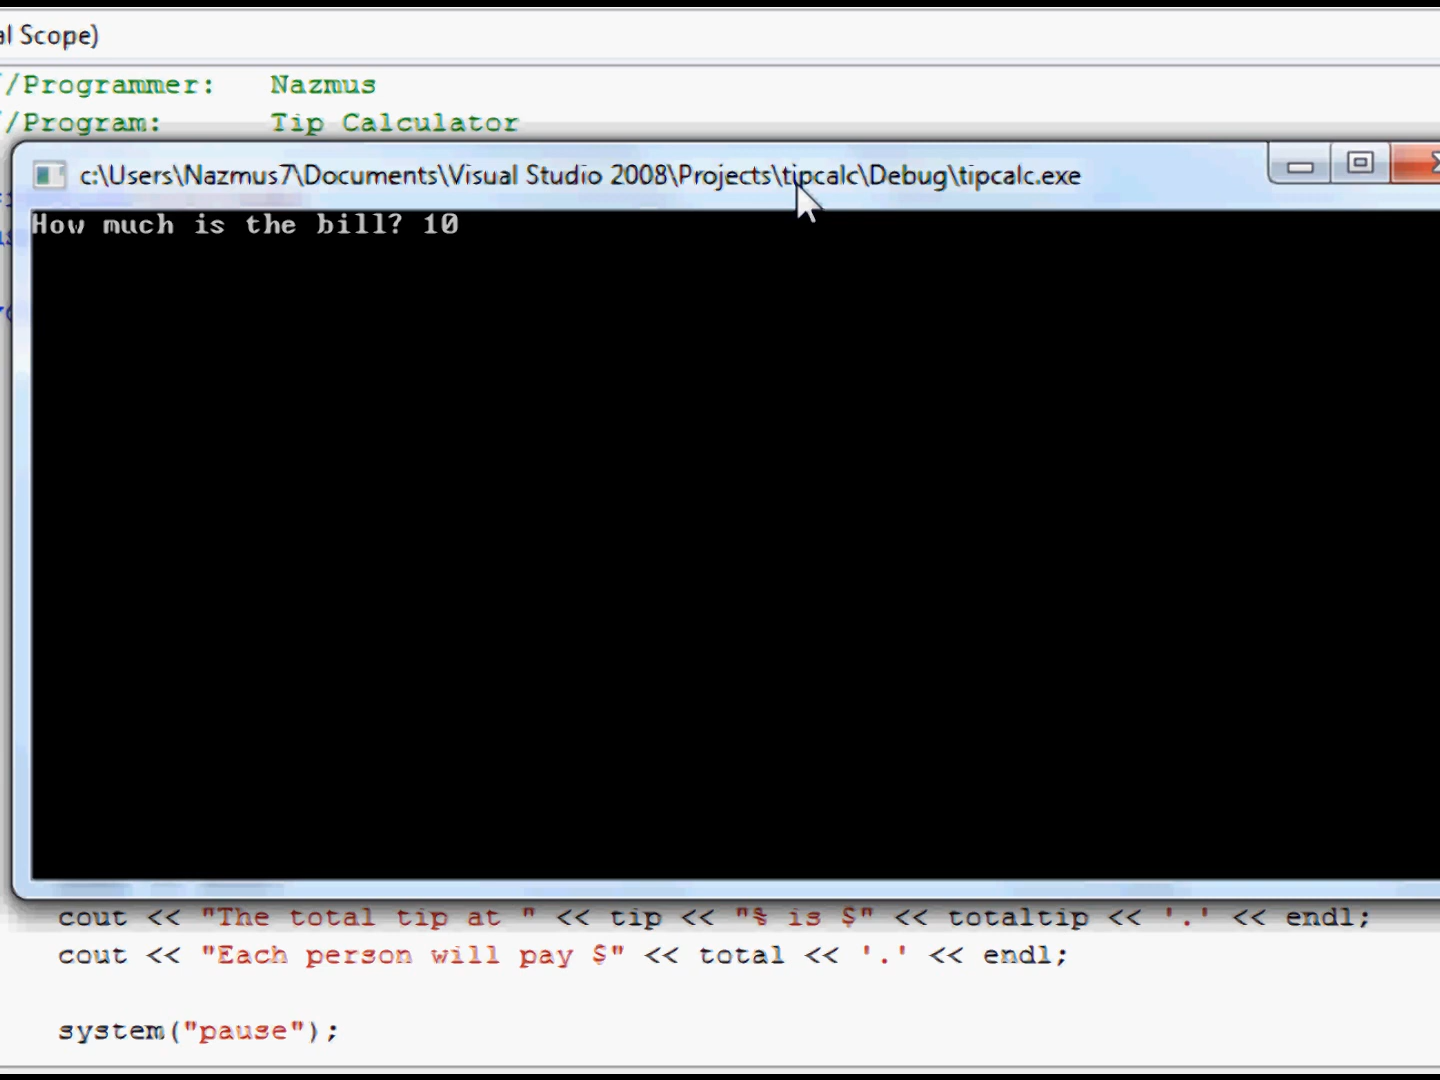 al Scope)
//Programmer: Nazmus
//Program: Tip Calculator
c:\Users\Nazmus7\Documents\Visual Studio 2008\Projects\tipcalc\Debug\tipcalc.exe
How much is the bill? 10
cout << "The total tip at " << tip << "% is $" << totaltip << '.' << endl;
cout << "Each person will pay $" << total << '.' << endl;
system("pause");